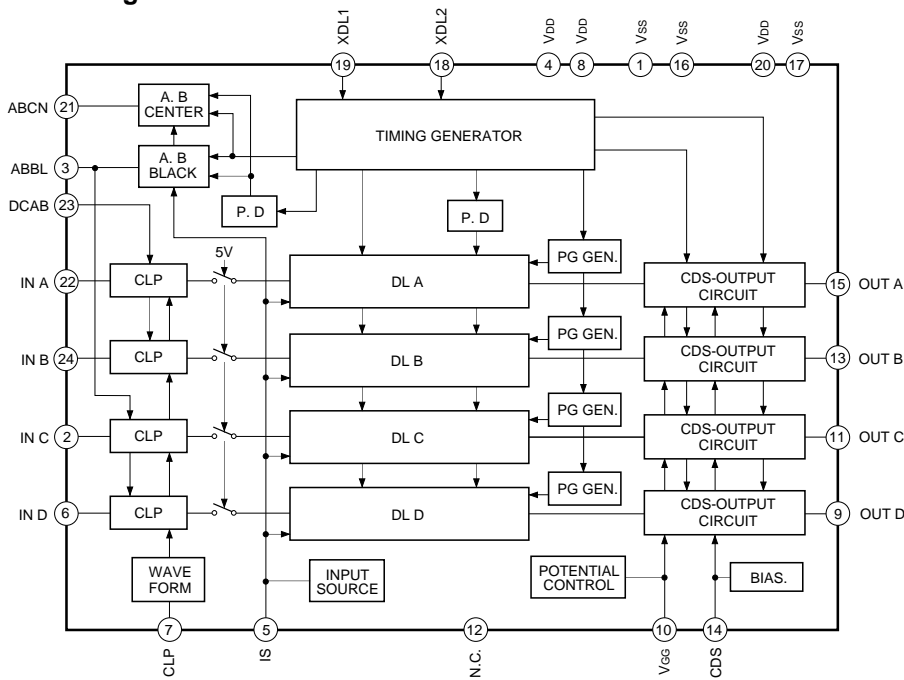 g
XDL1
XDL2
VDD
VDD
VSS
VSS
VDD
VSS
19
18
4
8
1
16
20
17
ABCN
21
A. B
CENTER
TIMING GENERATOR
ABBL
3
A. B
BLACK
DCAB
23
P. D
P. D
5V
PG GEN.
IN A
22
CLP
DL A
CDS-OUTPUT
CIRCUIT
15
OUT A
PG GEN.
IN B
24
CLP
DL B
CDS-OUTPUT
CIRCUIT
13
OUT B
PG GEN.
IN C
2
CLP
DL C
CDS-OUTPUT
CIRCUIT
11
OUT C
PG GEN.
IN D
6
CLP
DL D
CDS-OUTPUT
CIRCUIT
9
OUT D
WAVE
FORM
INPUT
SOURCE
POTENTIAL
CONTROL
BIAS.
7
5
12
10
14
CLP
IS
N.C.
VGG
CDS